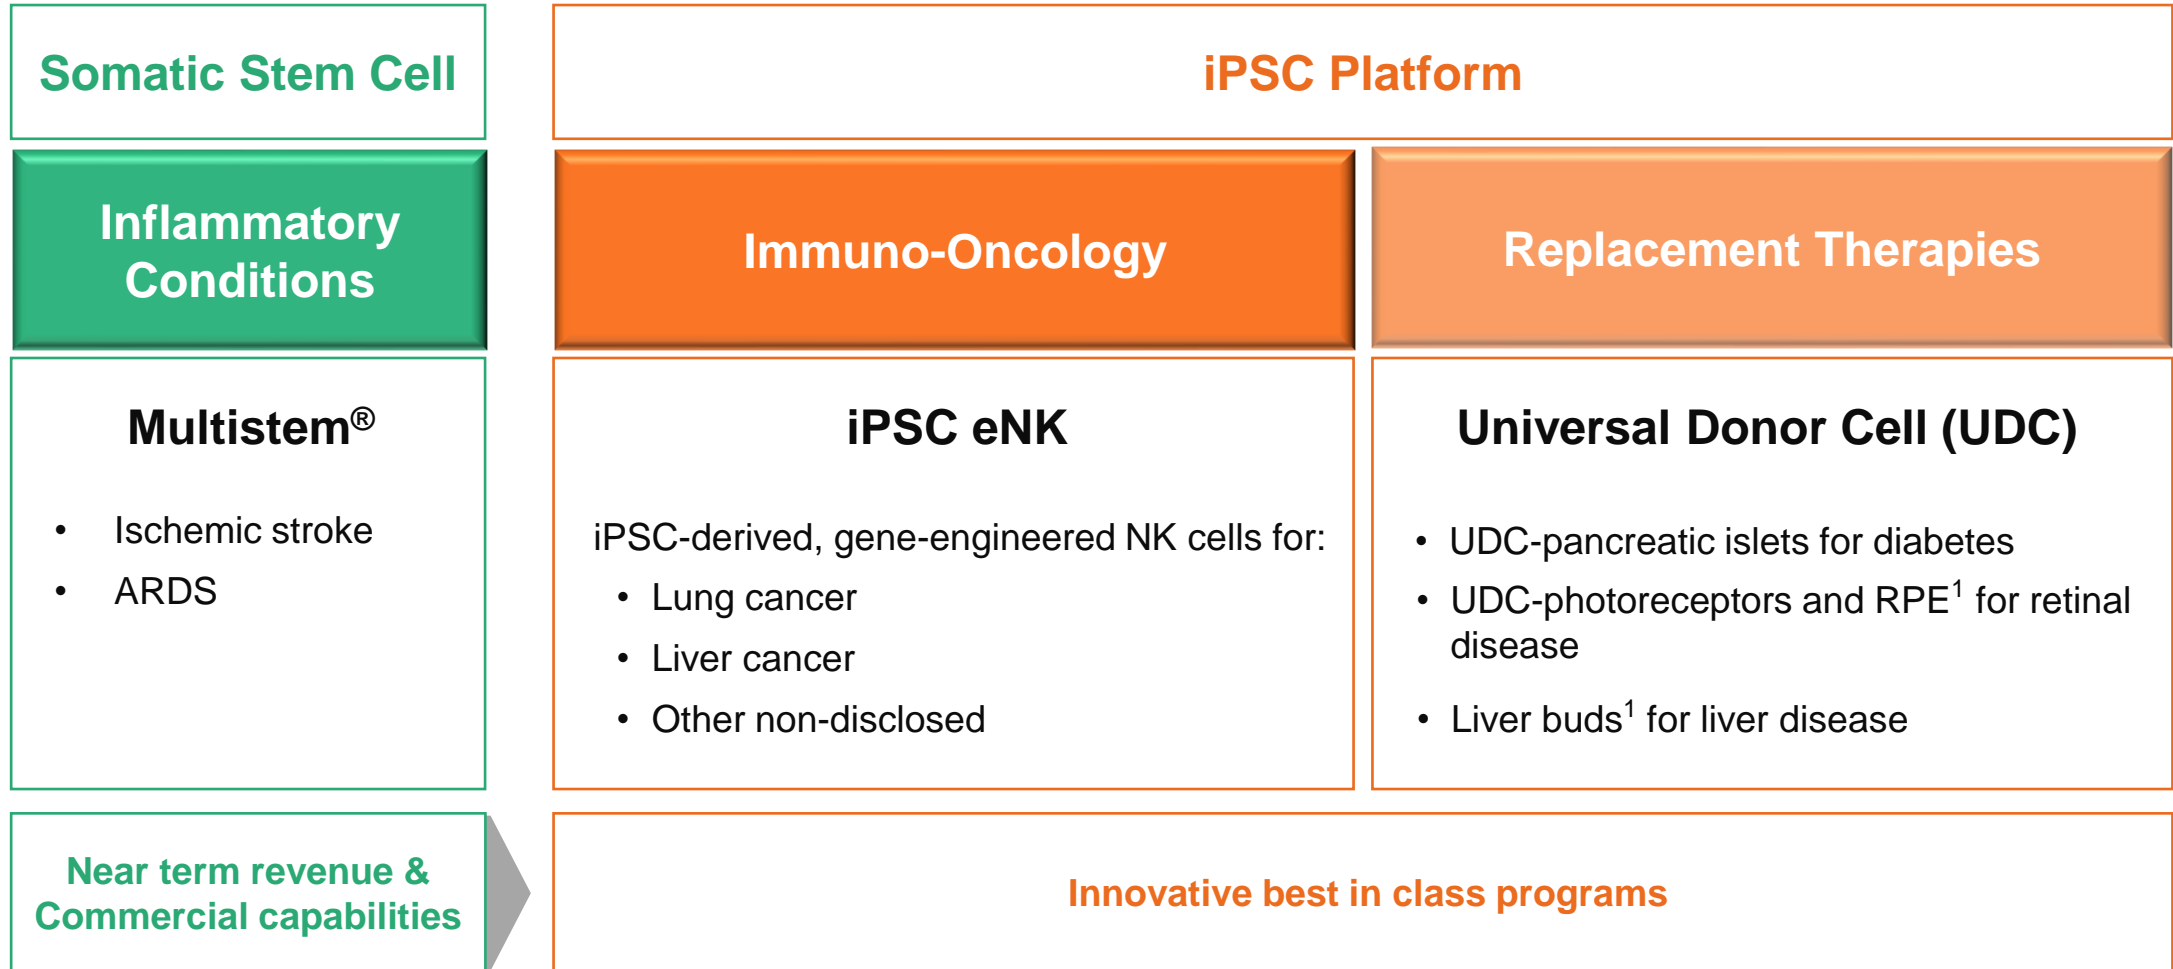 Somatic Stem Cell
iPSC Platform
Inflammatory
Conditions
Immuno-Oncology
Replacement Therapies
Multistem®
• Ischemic stroke
• ARDS
iPSC eNK
iPSC-derived, gene-engineered NK cells for:
• Lung cancer
• Liver cancer
• Other non-disclosed
Universal Donor Cell (UDC)
• UDC-pancreatic islets for diabetes
• UDC-photoreceptors and RPE¹ for retinal
disease
• Liver buds¹ for liver disease
Near term revenue &
Commercial capabilities
Innovative best in class programs